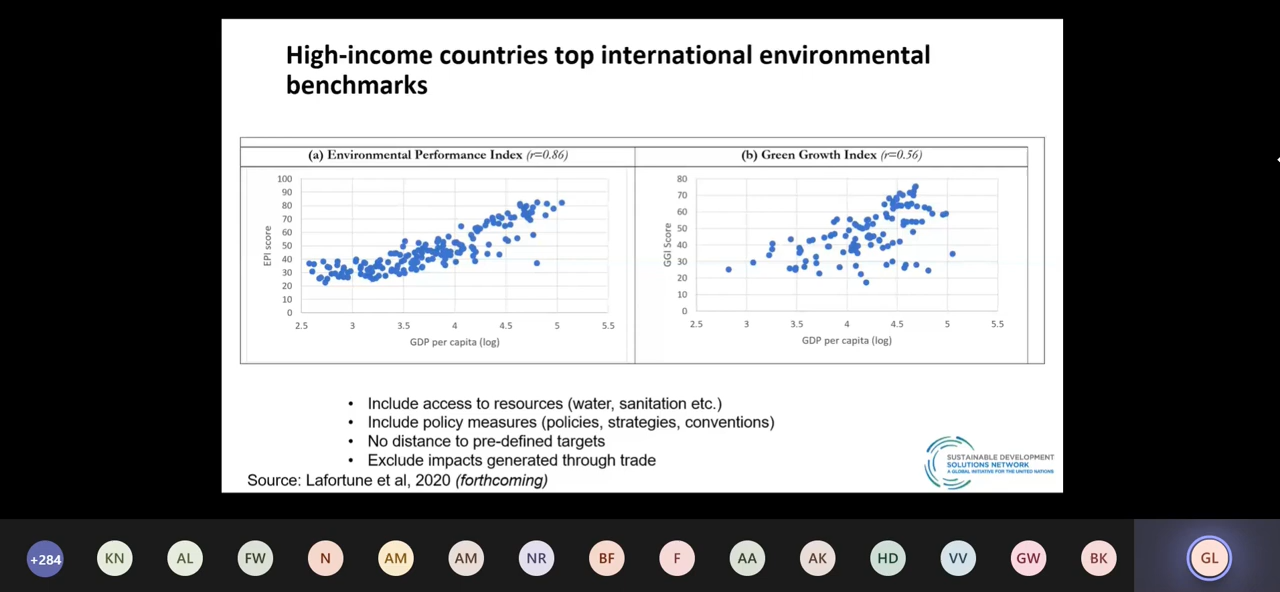 High-income countries top international environmental
benchmarks
(a) Environmental Performance Index (r=0.86)
(b) Green Growth Index (r=0.56)
EPI score
100
90
80
70
60
50
40
30
20
10
0
2.5 3 3.5 4 4.5 5 5.5
GDP per capita (log)
GGI Score
80
70
60
50
40
30
20
10
0
2.5 3 3.5 4 4.5 5 5.5
GDP per capita (log)
• Include access to resources (water, sanitation etc.)
• Include policy measures (policies, strategies, conventions)
• No distance to pre-defined targets
• Exclude impacts generated through trade
Source: Lafortune et al, 2020 (forthcoming)
SUSTAINABLE DEVELOPMENT
SOLUTIONS NETWORK
A GLOBAL INITIATIVE FOR THE UNITED NATIONS
+284 KN AL FW N AM AM NR BF F AA AK HD VV GW BK GL